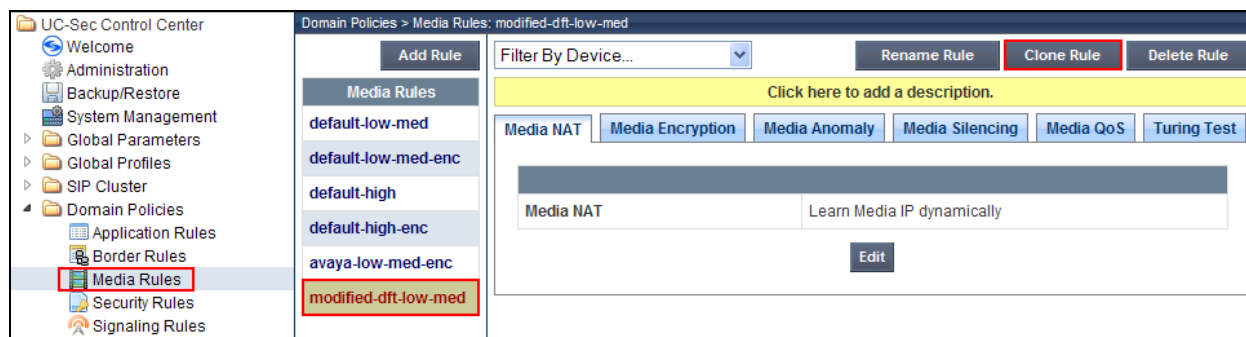 UC-Sec Control Center
Welcome
Administration
Backup/Restore
System Management
Global Parameters
Global Profiles
SIP Cluster
Domain Policies
Application Rules
Border Rules
Media Rules
Security Rules
Signaling Rules
Domain Policies > Media Rules: modified-dft-low-med
Add Rule
Media Rules
default-low-med
default-low-med-enc
default-high
default-high-enc
avaya-low-med-enc
modified-dft-low-med
Filter By Device... Rename Rule Clone Rule Delete Rule
Click here to add a description.
Media NAT Media Encryption Media Anomaly Media Silencing Media QoS Turing Test
Media NAT Learn Media IP dynamically
Edit